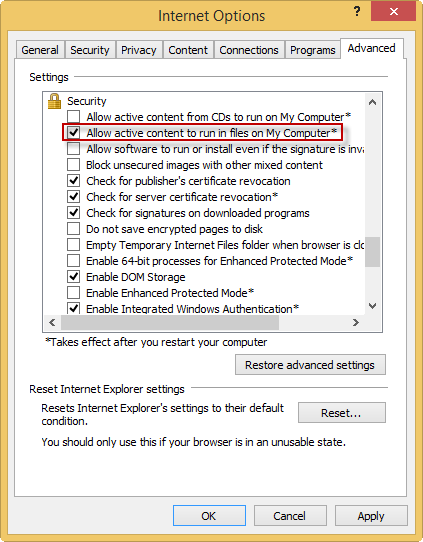 Internet Options
?
General Security Privacy Content Connections Programs Advanced
Settings
Security
Allow active content from CDs to run on My Computer*
Allow active content to run in files on My Computer*
Allow software to run or install even if the signature is inva
Block unsecured images with other mixed content
Check for publisher's certificate revocation
Check for server certificate revocation*
Check for signatures on downloaded programs
Do not save encrypted pages to disk
Empty Temporary Internet Files folder when browser is clo
Enable 64-bit processes for Enhanced Protected Mode*
Enable DOM Storage
Enable Enhanced Protected Mode*
Enable Integrated Windows Authentication*
*Takes effect after you restart your computer
Restore advanced settings
Reset Internet Explorer settings
Resets Internet Explorer's settings to their default
condition.
Reset...
You should only use this if your browser is in an unusable state.
OK Cancel Apply